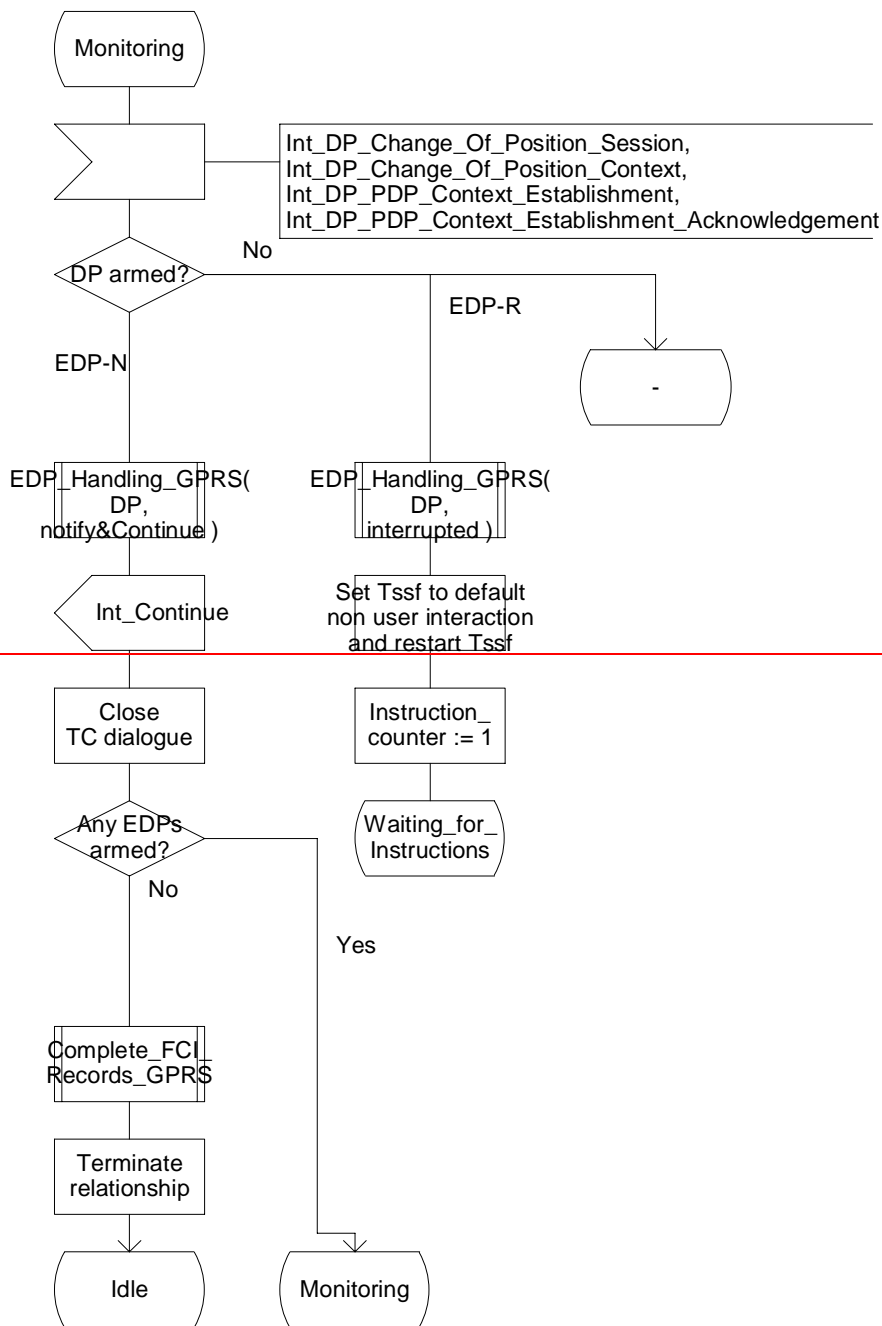 Monitoring
Int_DP_Change_Of_Position_Session,
Int_DP_Change_Of_Position_Context,
Int_DP_PDP_Context_Establishment,
Int_DP_PDP_Context_Establishment_Acknowledgement
No
DP armed?
EDP-R
EDP-N
-
EDP_Handling_GPRS(
DP,
notify&Continue )
EDP_Handling_GPRS(
DP,
interrupted )
Int_Continue
Set Tssf to default
non user interaction
and restart Tssf
Close
TC dialogue
Instruction_
counter := 1
Any EDPs
armed?
Waiting_for_
Instructions
No
Yes
Complete_FCI_
Records_GPRS
Terminate
relationship
Idle
Monitoring